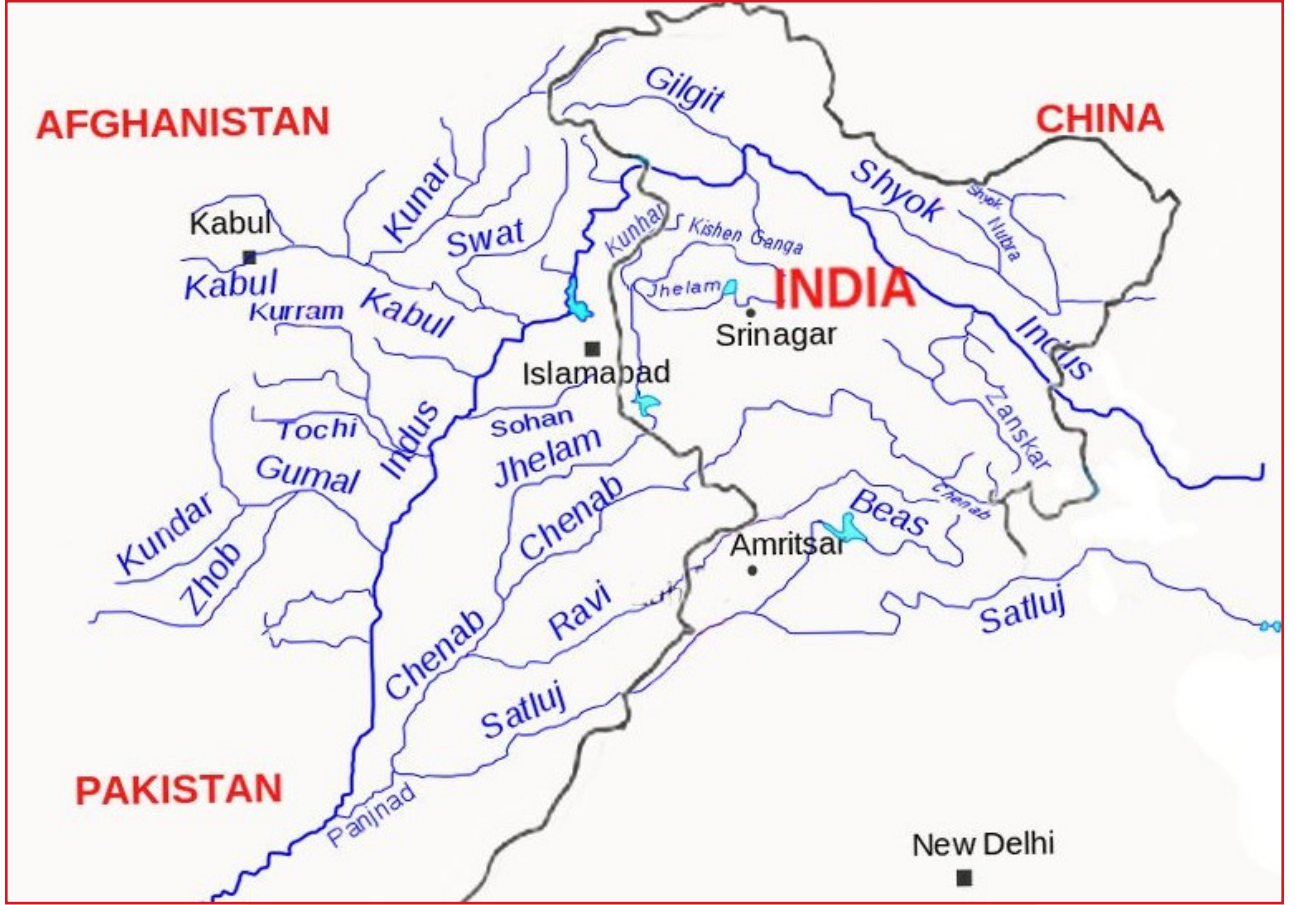 Gilgit
AFGHANISTAN
CHINA
Shyok
Kunar
Shyok
Kabul
Kunhar
Nubra
Swat
Kishen Ganga
Kabul
Jhelam
INDIA
Kurram
Kabul
Srinagar
Indus
Islamabad
Zanskar
Sohan
Tochi
Indus
Jhelam
Gumal
Chenab
Chenab
Beas
Kundar
Amritsar
Zhob
Ravi
Satluj
Chenab
Satluj
PAKISTAN
Panjnad
New Delhi